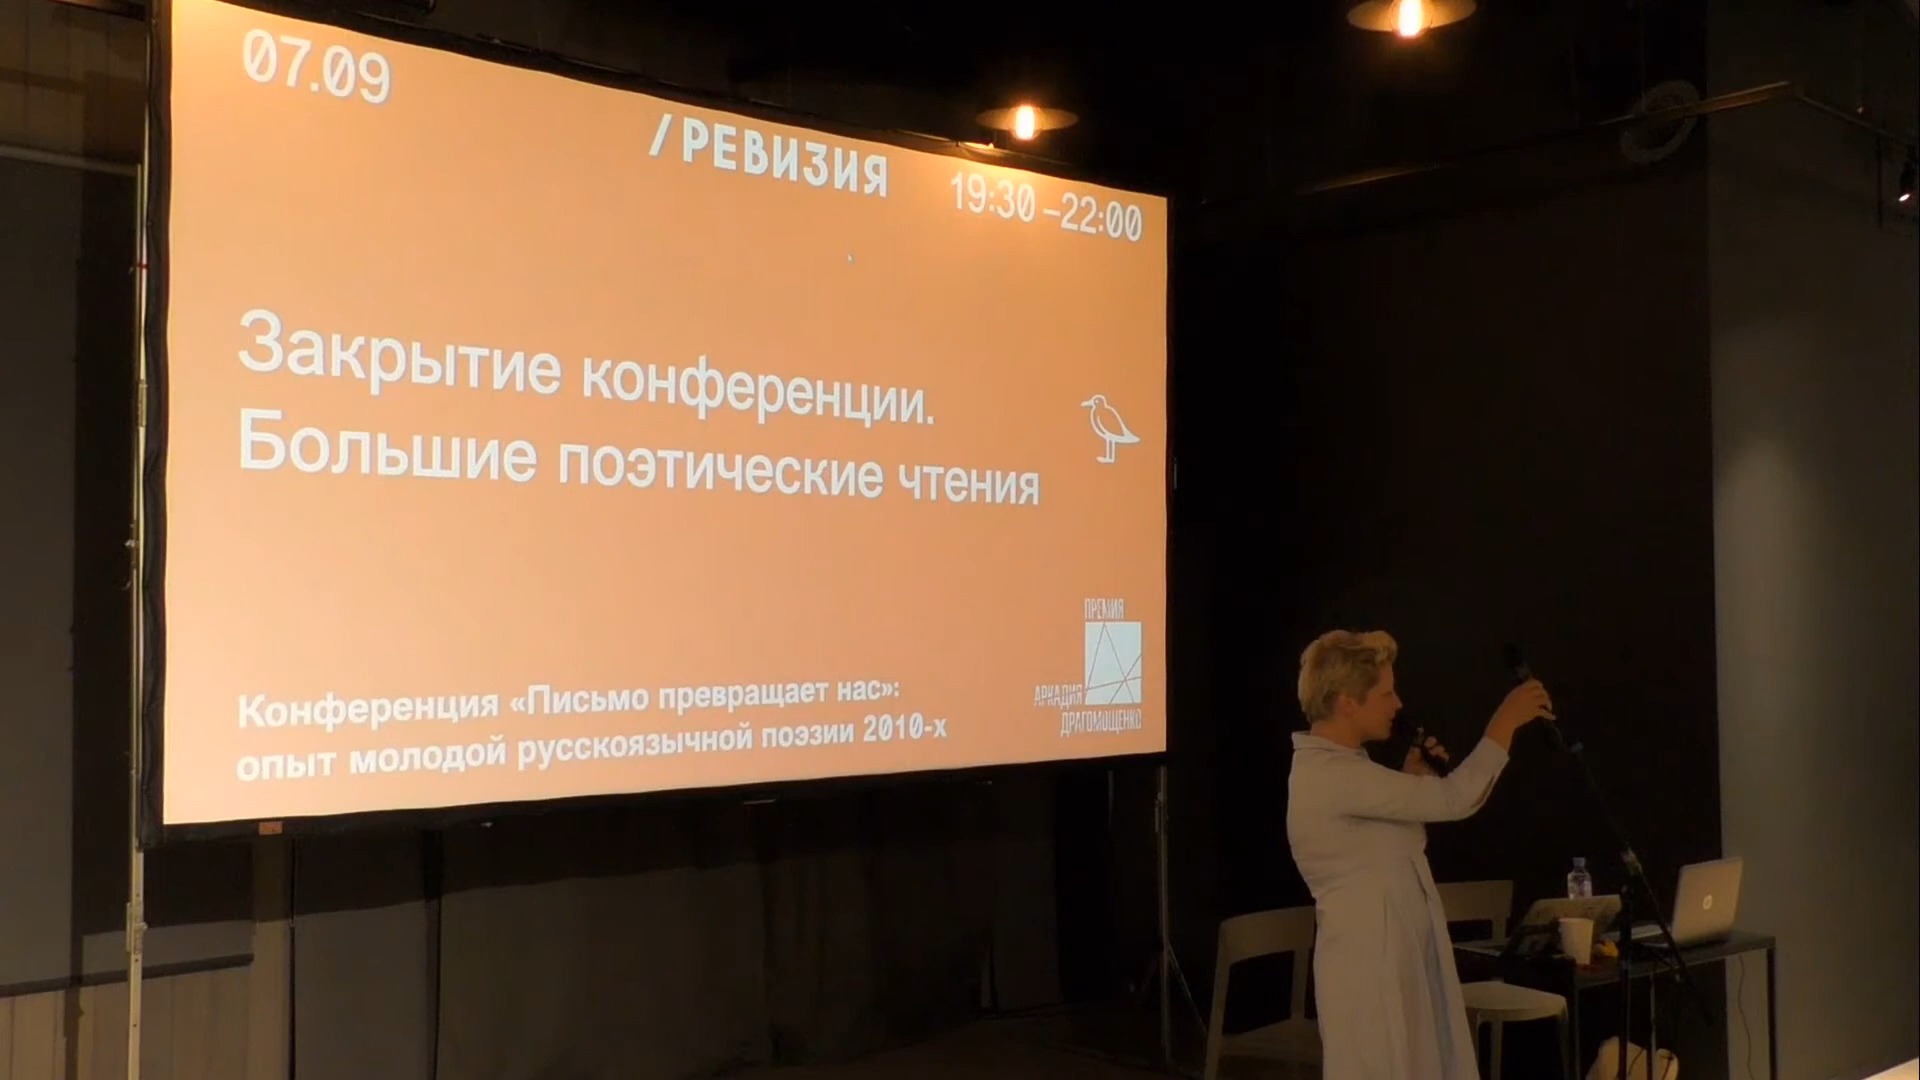 07.09
/РЕВИЗИЯ
19:30–22:00
Закрытие конференции.
Большие поэтические чтения
ПРЕМИЯ
АРКАДИЯ
ДРАГОМОЩЕНКО
Конференция «Письмо превращает нас»:
опыт молодой русскоязычной поэзии 2010-х
hp